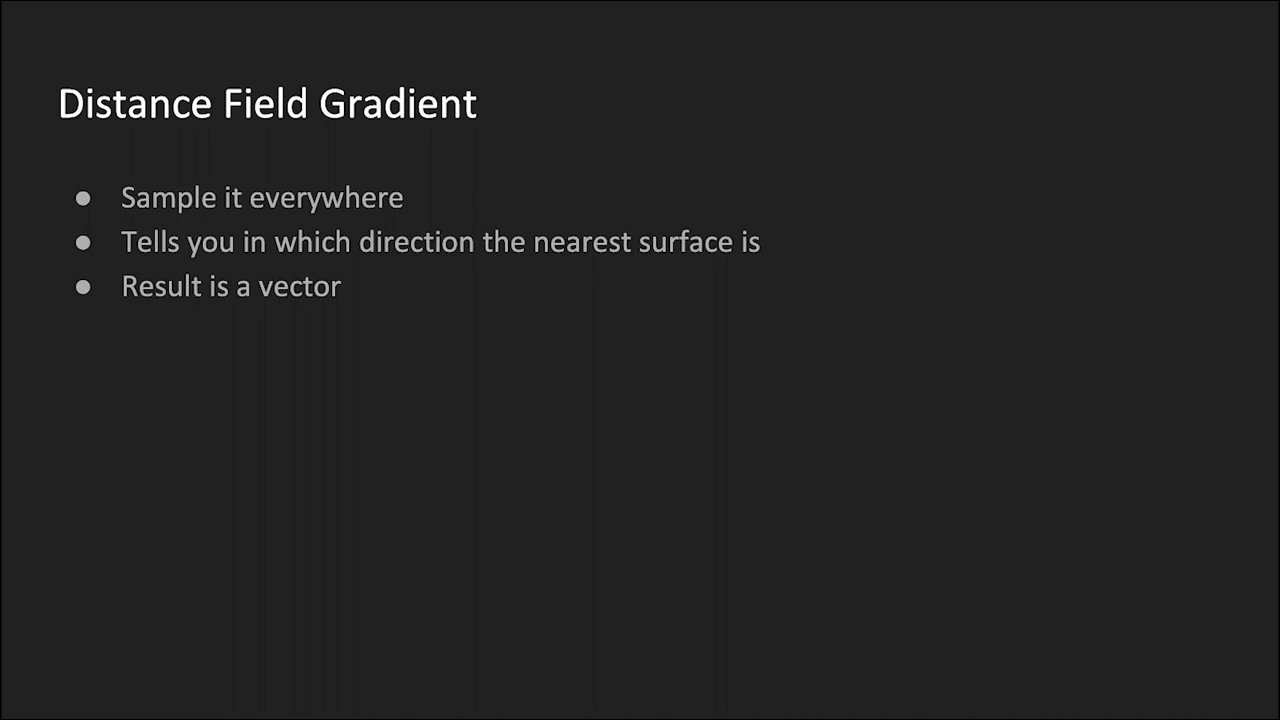 Distance Field Gradient
● Sample it everywhere
● Tells you in which direction the nearest surface is
● Result is a vector